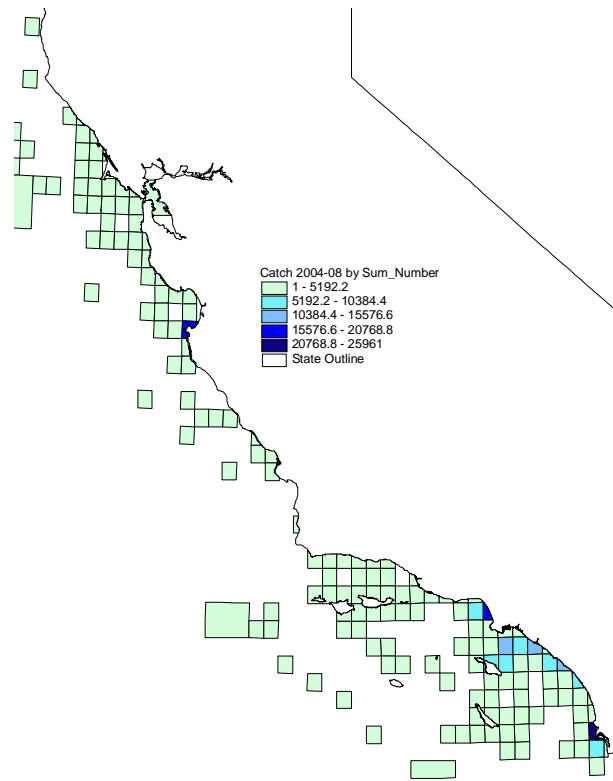 Catch 2004-08 by Sum_Number
1 - 5192.2
5192.2 - 10384.4
10384.4 - 15576.6
15576.6 - 20768.8
20768.8 - 25961
State Outline